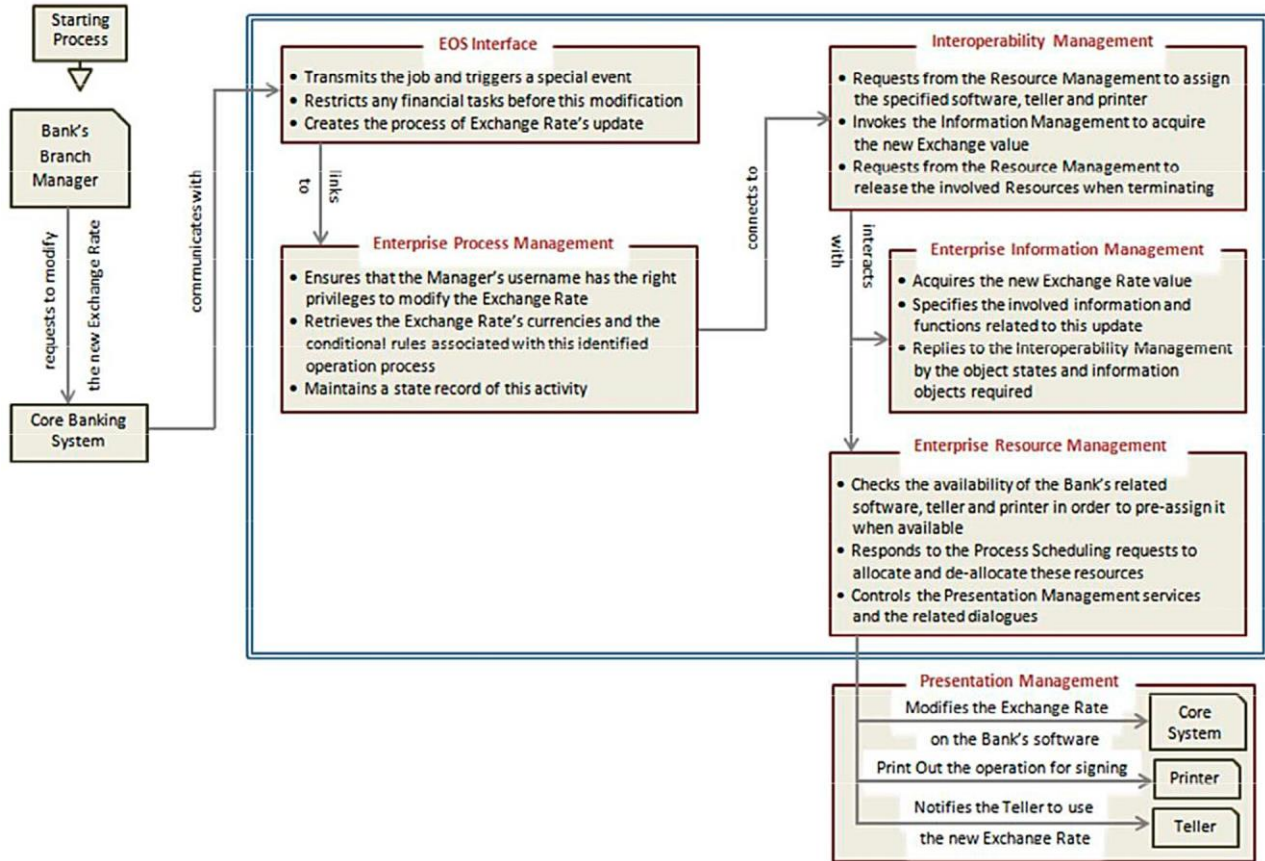 Starting
Process
Bank's
Branch
Manager
requests to modify
the new Exchange Rate
Core Banking
System
communicates with
EOS Interface
• Transmits the job and triggers a special event
• Restricts any financial tasks before this modification
• Creates the process of Exchange Rate's update
links
to
Enterprise Process Management
• Ensures that the Manager's username has the right
privileges to modify the Exchange Rate
• Retrieves the Exchange Rate's currencies and the
conditional rules associated with this identified
operation process
• Maintains a state record of this activity
connects to
Interoperability Management
• Requests from the Resource Management to assign
the specified software, teller and printer
• Invokes the Information Management to acquire
the new Exchange value
• Requests from the Resource Management to
release the involved Resources when terminating
interacts
with
Enterprise Information Management
• Acquires the new Exchange Rate value
• Specifies the involved information and
functions related to this update
• Replies to the Interoperability Management
by the object states and information
objects required
Enterprise Resource Management
• Checks the availability of the Bank's related
software, teller and printer in order to pre-assign it
when available
• Responds to the Process Scheduling requests to
allocate and de-allocate these resources
• Controls the Presentation Management services
and the related dialogues
Presentation Management
Modifies the Exchange Rate
on the Bank's software
Core
System
Print Out the operation for signing
Printer
Notifies the Teller to use
the new Exchange Rate
Teller